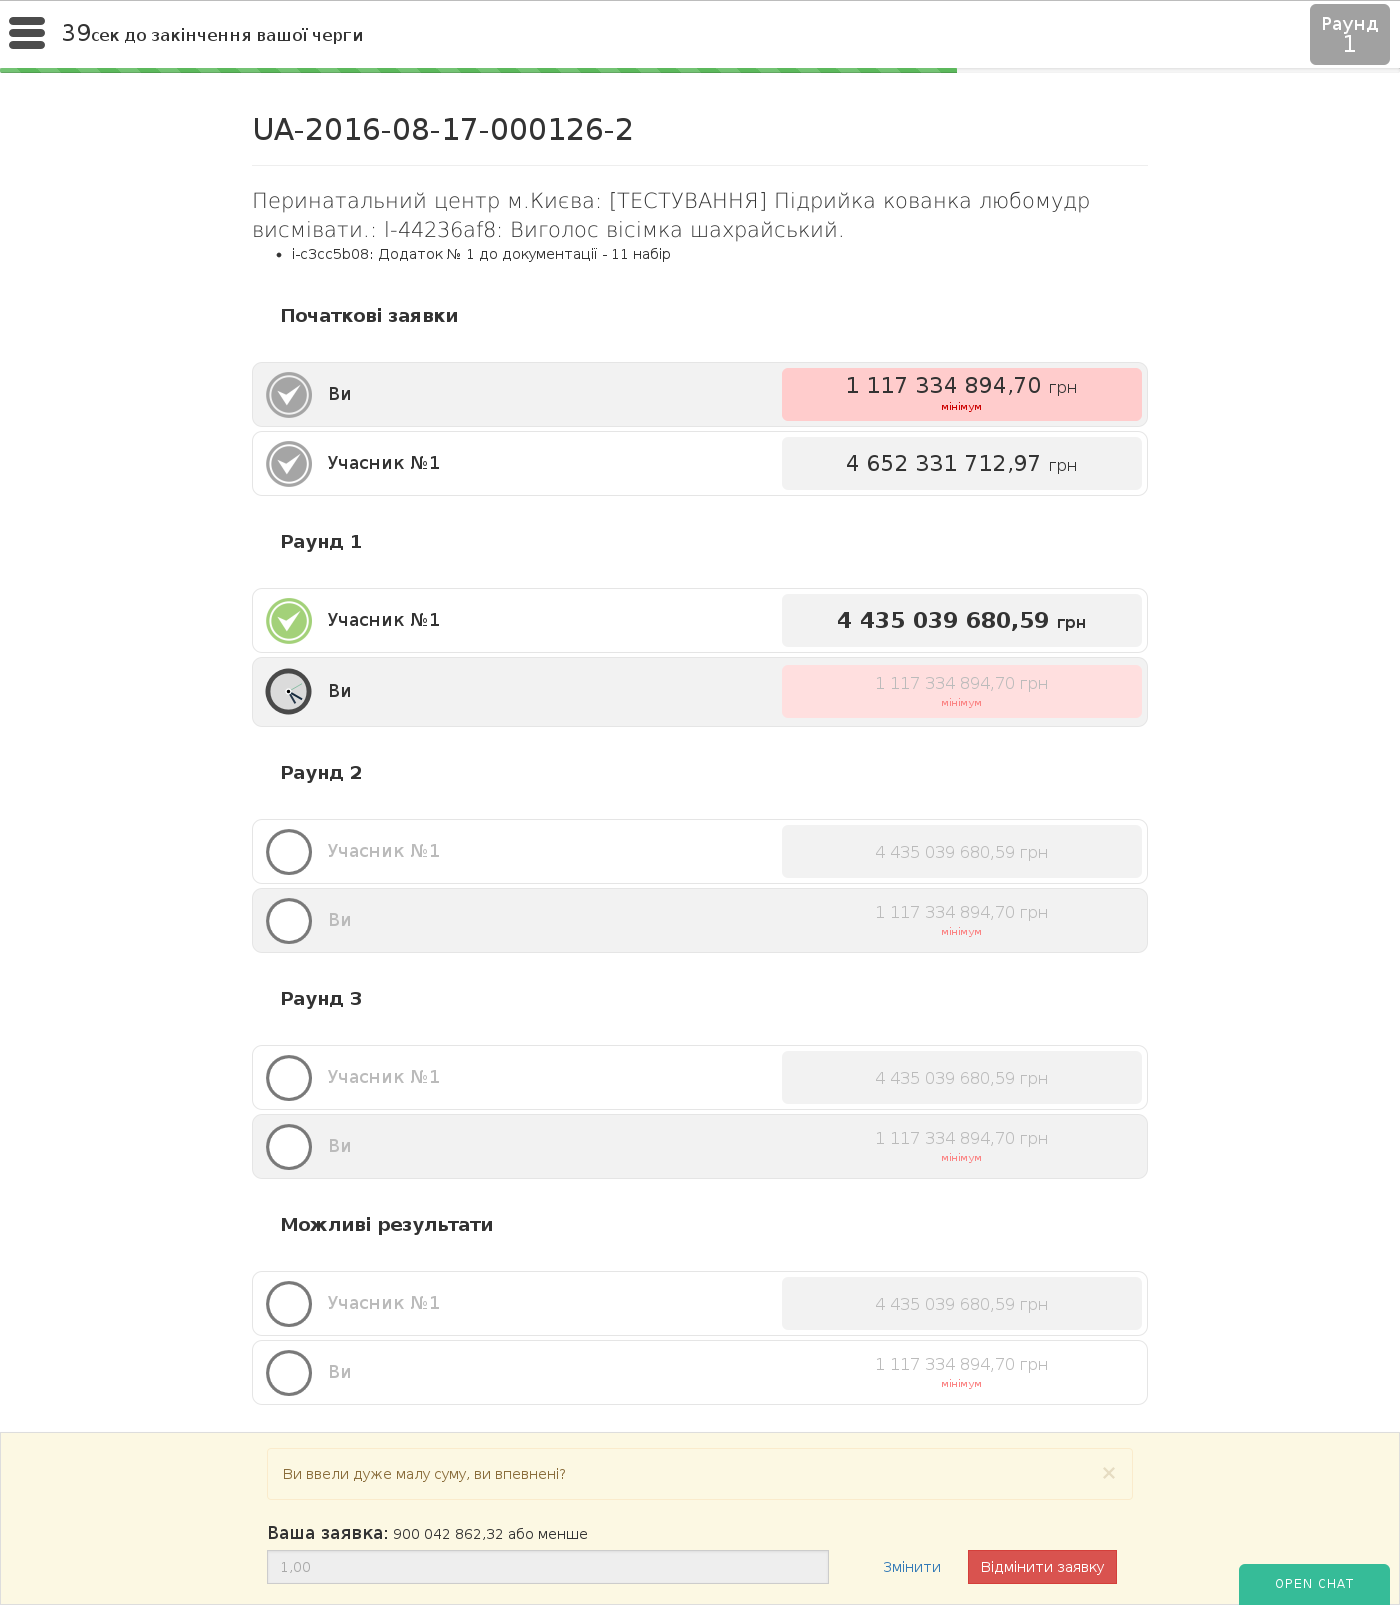 39сек до закінчення вашої черги
Раунд
1
UA-2016-08-17-000126-2
Перинатальний центр м.Києва: [ТЕСТУВАННЯ] Підрийка кованка любомудр
висмівати.: l-44236af8: Виголос вісімка шахрайський.
• i-c3cc5b08: Додаток № 1 до документації - 11 набір
Початкові заявки
Ви
1 117 334 894,70 грн
мінімум
Учасник №1
4 652 331 712,97 грн
Раунд 1
Учасник №1
4 435 039 680,59 грн
Ви
1 117 334 894,70 грн
мінімум
Раунд 2
Учасник №1
4 435 039 680,59 грн
Ви
1 117 334 894,70 грн
мінімум
Раунд 3
Учасник №1
4 435 039 680,59 грн
Ви
1 117 334 894,70 грн
мінімум
Можливі результати
Учасник №1
4 435 039 680,59 грн
Ви
1 117 334 894,70 грн
мінімум
Ви ввели дуже малу суму, ви впевнені?
×
Ваша заявка: 900 042 862,32 або менше
1,00
Змінити
Відмінити заявку
OPEN CHAT